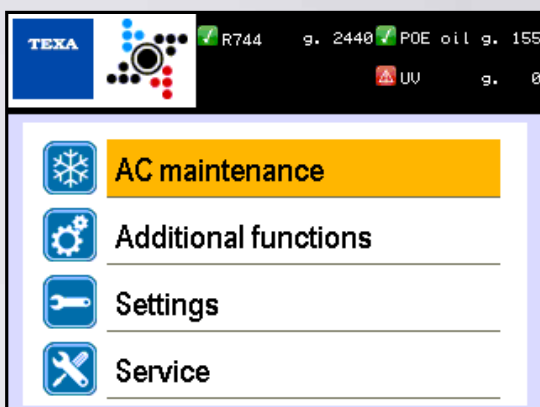 TEXA
R744 g. 2440 POE oil g. 155
UV g. 0
AC maintenance
Additional functions
Settings
Service